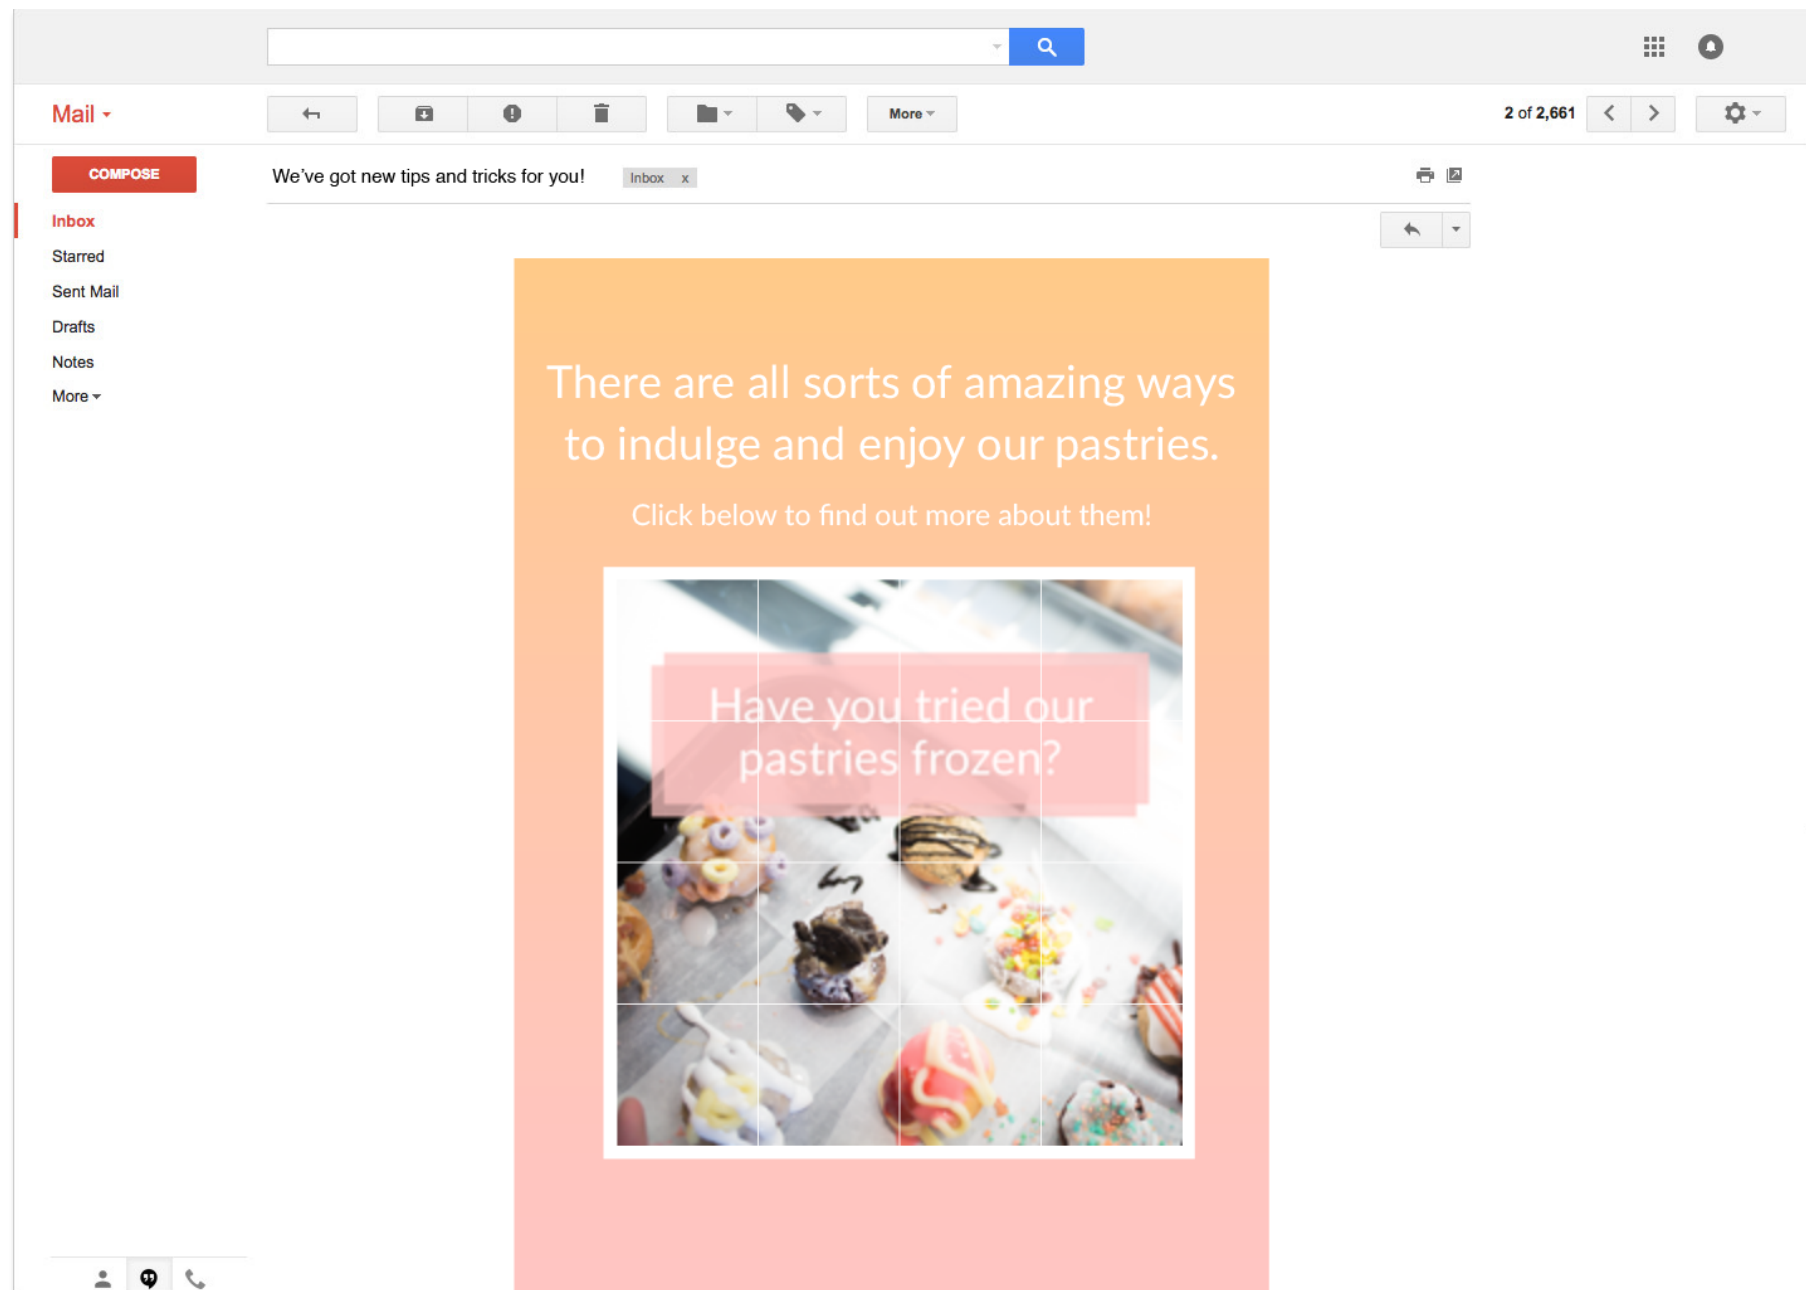 Mail
More
2 of 2,661
COMPOSE
We've got new tips and tricks for you!
Inbox x
Inbox
Starred
Sent Mail
Drafts
Notes
More
There are all sorts of amazing ways
to indulge and enjoy our pastries.
Click below to find out more about them!
Have you tried our
pastries frozen?